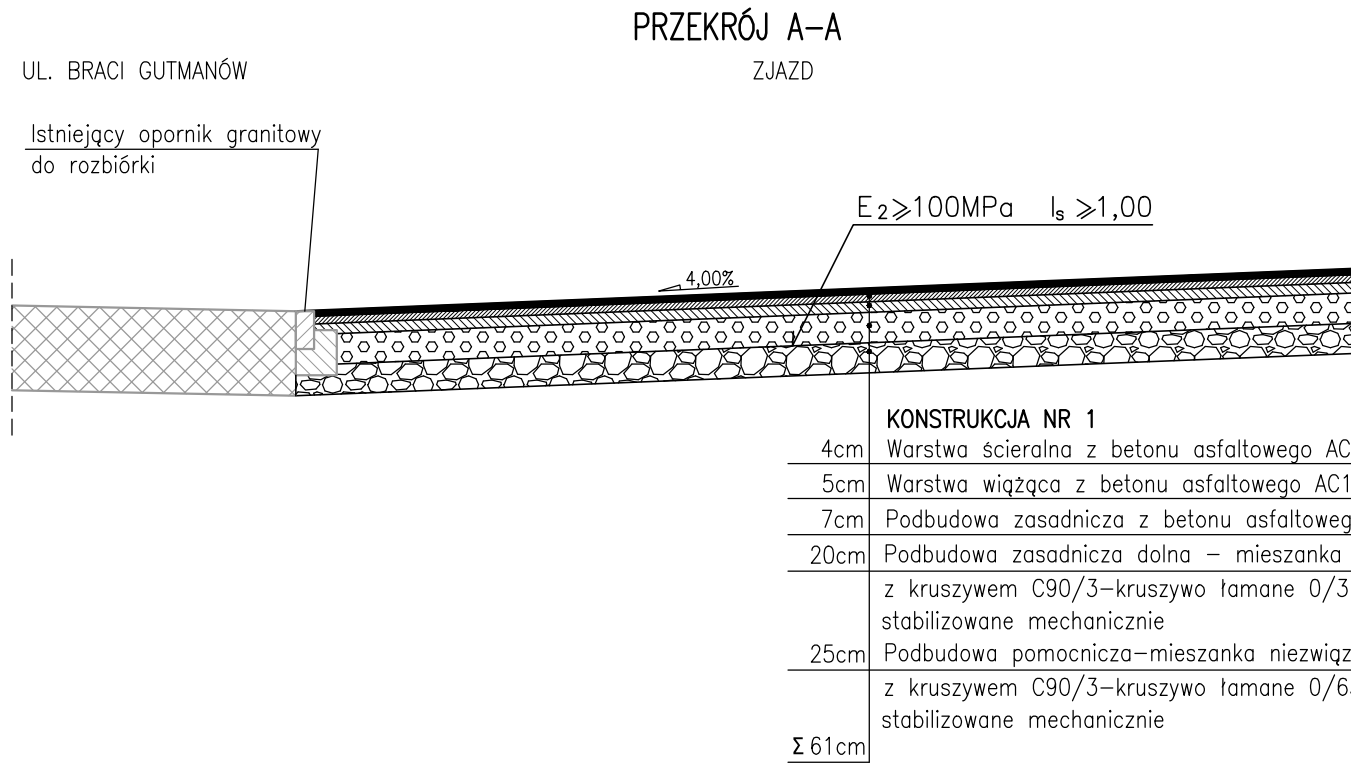 PRZEKRÓJ A-A
UL. BRACI GUTMANÓW
ZJAZD
Istniejący opornik granitowy
do rozbiórki
E2≥100MPa Is ≥1,00
4,00%
KONSTRUKCJA NR 1
4cm Warstwa ścieralna z betonu asfaltowego AC
5cm Warstwa wiążąca z betonu asfaltowego AC1
7cm Podbudowa zasadnicza z betonu asfaltoweg
20cm Podbudowa zasadnicza dolna – mieszanka
z kruszywem C90/3-kruszywo łamane 0/3
stabilizowane mechanicznie
25cm Podbudowa pomocnicza-mieszanka niezwiąz
z kruszywem C90/3-kruszywo łamane 0/6
stabilizowane mechanicznie
Σ 61cm